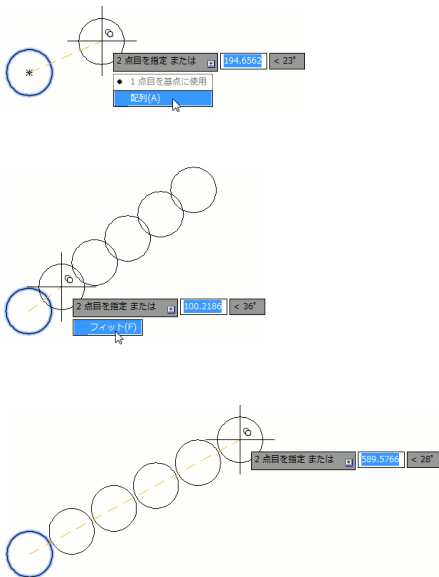 2 点目を指定 または 194.6562 < 23°
● 1 点目を基点に使用
配列(A)
2 点目を指定 または 100.2186 < 36°
フィット(F)
2 点目を指定 または 589.5766 < 28°